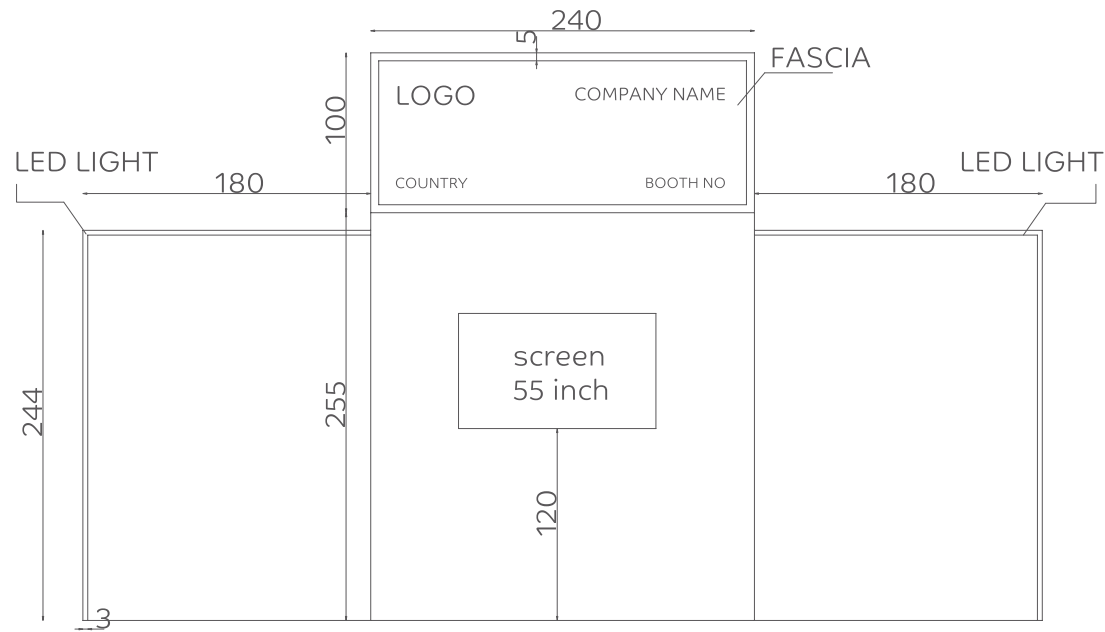 240
5
FASCIA
LOGO
COMPANY NAME
100
LED LIGHT
LED LIGHT
180
COUNTRY
BOOTH NO
180
screen
55 inch
244
255
120
3